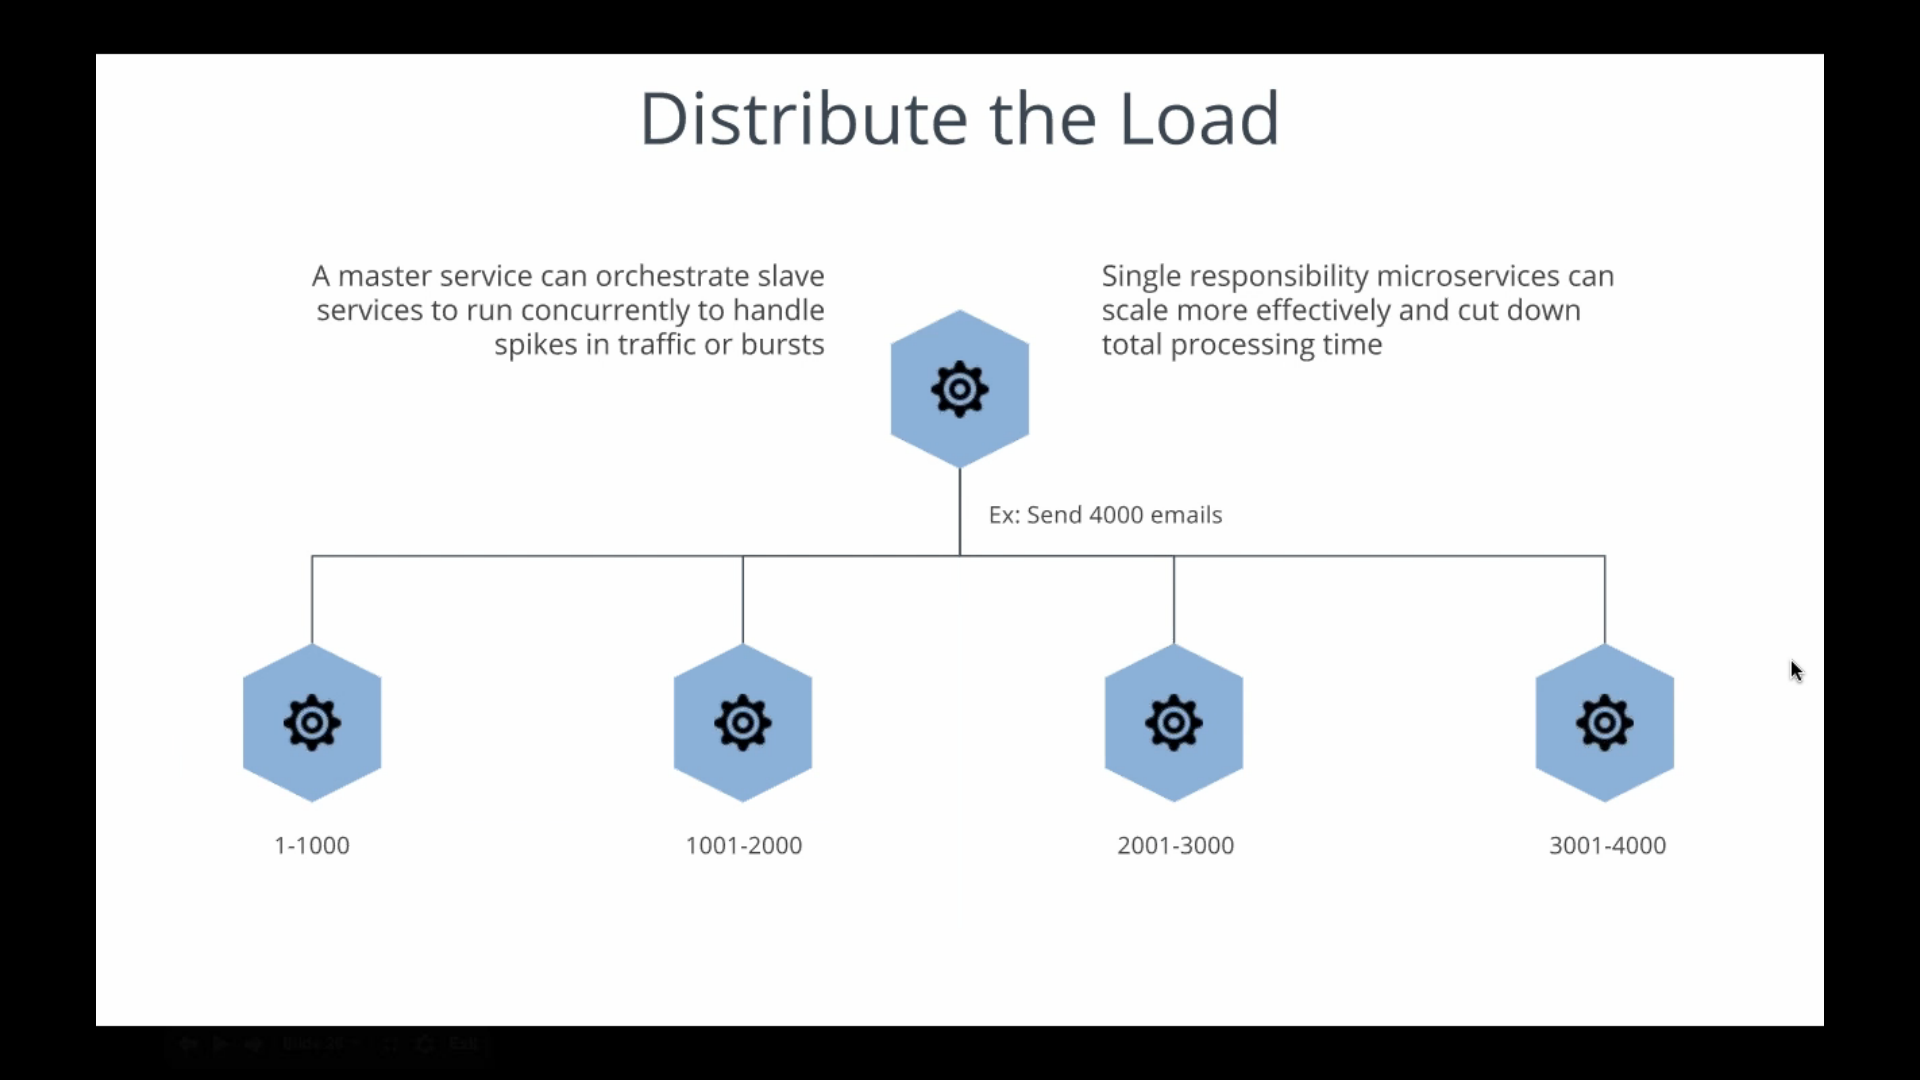 Distribute the Load
A master service can orchestrate slave
services to run concurrently to handle
spikes in traffic or bursts
Single responsibility microservices can
scale more effectively and cut down
total processing time
Ex: Send 4000 emails
1-1000
1001-2000
2001-3000
3001-4000